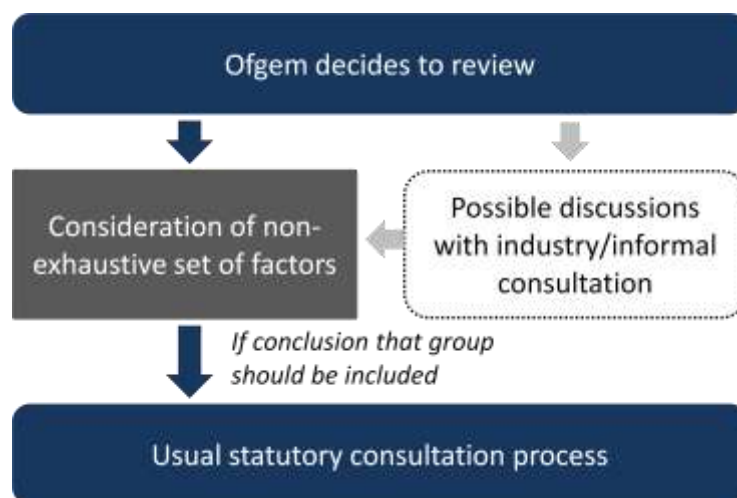 Ofgem decides to review
Consideration of non-
exhaustive set of factors
Possible discussions
with industry/informal
consultation
If conclusion that group
should be included
Usual statutory consultation process